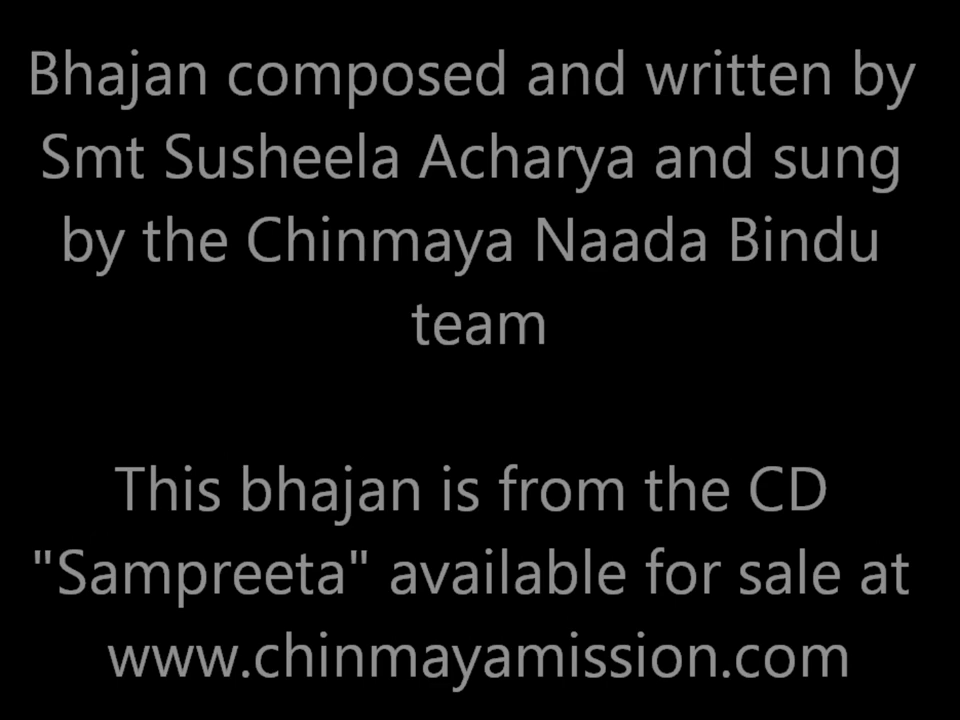 Bhajan composed and written by
Smt Susheela Acharya and sung
by the Chinmaya Naada Bindu
team
This bhajan is from the CD
"Sampreeta" available for sale at
www.chinmayamission.com